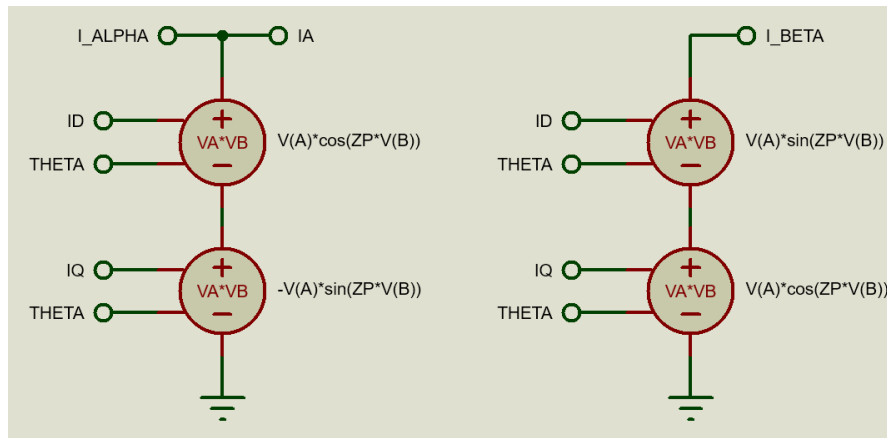 I_ALPHA
IA
I_BETA
ID
+
VA*VB
−
V(A)*cos(ZP*V(B))
THETA
ID
+
VA*VB
−
V(A)*sin(ZP*V(B))
THETA
IQ
+
VA*VB
−
-V(A)*sin(ZP*V(B))
THETA
IQ
+
VA*VB
−
V(A)*cos(ZP*V(B))
THETA